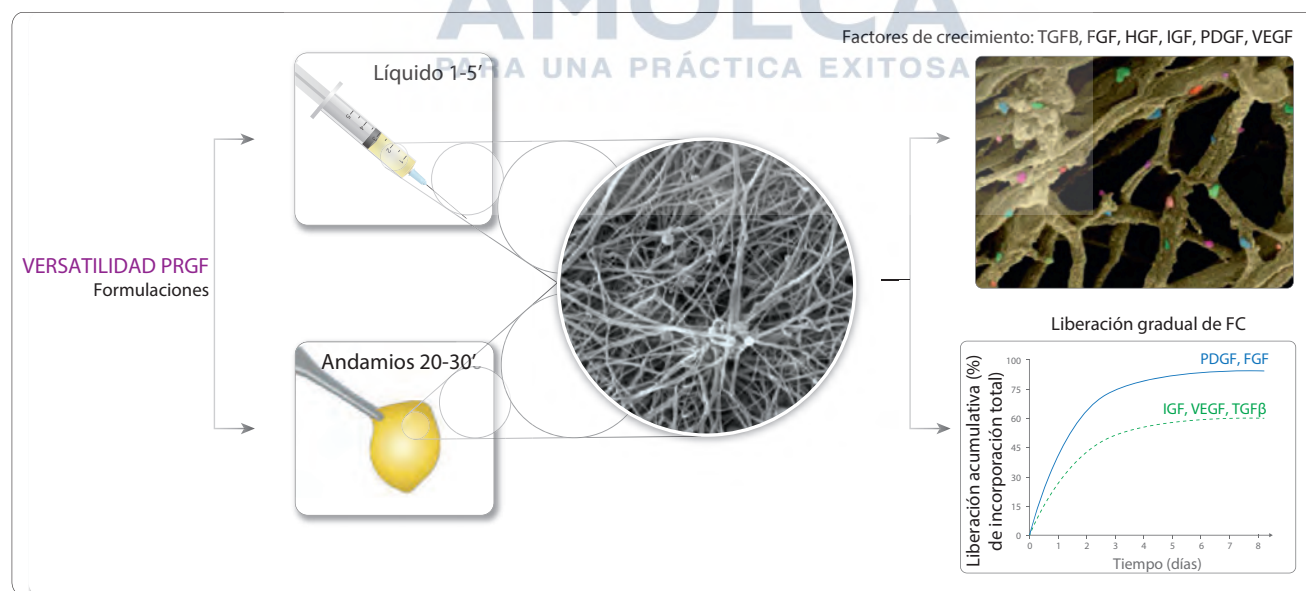 AMOLCA
PARA UNA PRÁCTICA EXITOSA
Factores de crecimiento: TGFB, FGF, HGF, IGF, PDGF, VEGF
Líquido 1-5'
VERSATILIDAD PRGF
Formulaciones
Andamios 20-30'
Liberación gradual de FC
Liberación acumulativa (%)
de incorporación total)
100
75
60
45
30
15
0
PDGF, FGF
IGF, VEGF, TGFβ
0 1 2 3 4 5 6 7 8
Tiempo (días)